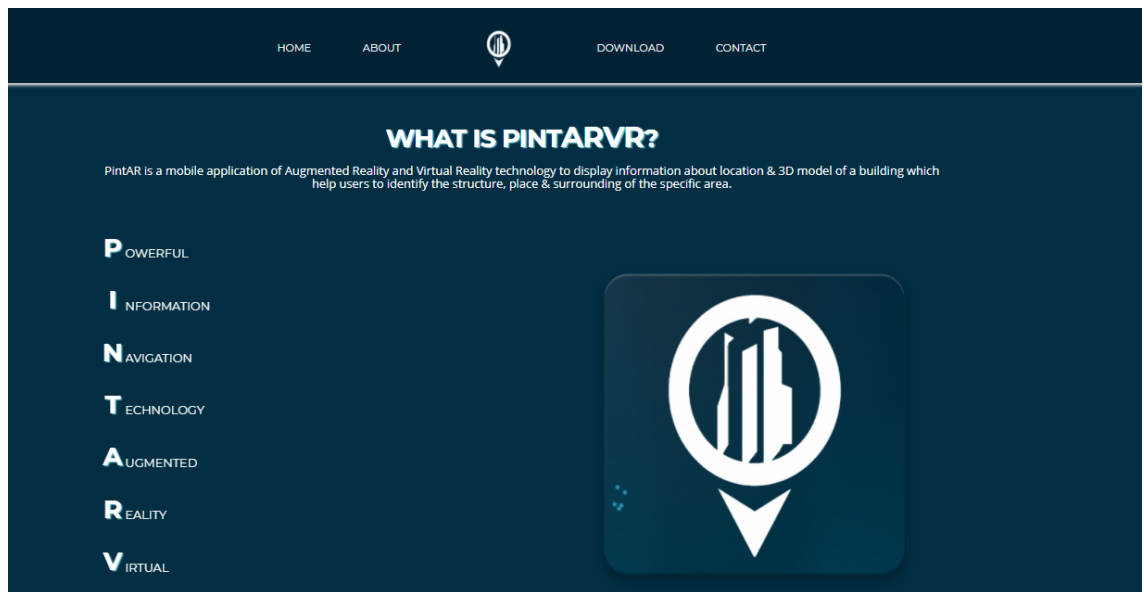 HOME ABOUT DOWNLOAD CONTACT
WHAT IS PINTARVR?
PintAR is a mobile application of Augmented Reality and Virtual Reality technology to display information about location & 3D model of a building which
help users to identify the structure, place & surrounding of the specific area.
POWERFUL
INFORMATION
NAVIGATION
TECHNOLOGY
AUGMENTED
REALITY
VIRTUAL